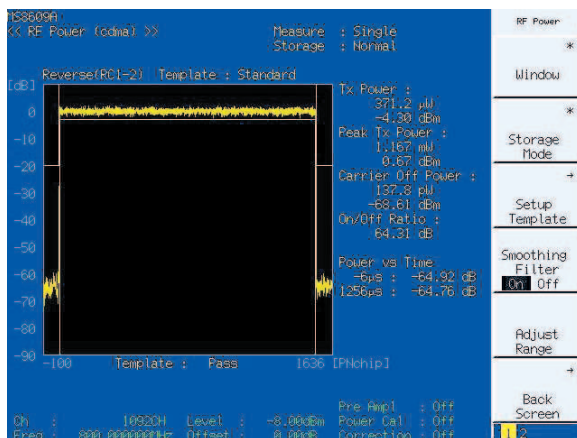 MS8609A
<< RF Power (cdma) >>
Measure : Single
Storage : Normal
Reverse(RC1-2) Template : Standard
[dB]
0
-10
-20
-30
-40
-50
-60
-70
-80
-90
-100
Template : Pass
1636 [PNchip]
Tx Power :
371.2 µW
-4.30 dBm
Peak Tx Power :
1.167 mW
0.67 dBm
Carrier Off Power :
137.8 pW
-68.61 dBm
On/Off Ratio :
64.31 dB
Power vs Time
-6µs : -64.92 dB
1256µs : -64.76 dB
Pre Ampl : Off
Ch : 1092CH Level : -8.00dBm Power Cal : Off
Freq : 800.000000MHz Offset : 0.00dB Correction : Off
RF Power
*
Window
*
Storage
Mode
→
Setup
Template
Smoothing
Filter
On Off
Adjust
Range
→
Back
Screen
1 2